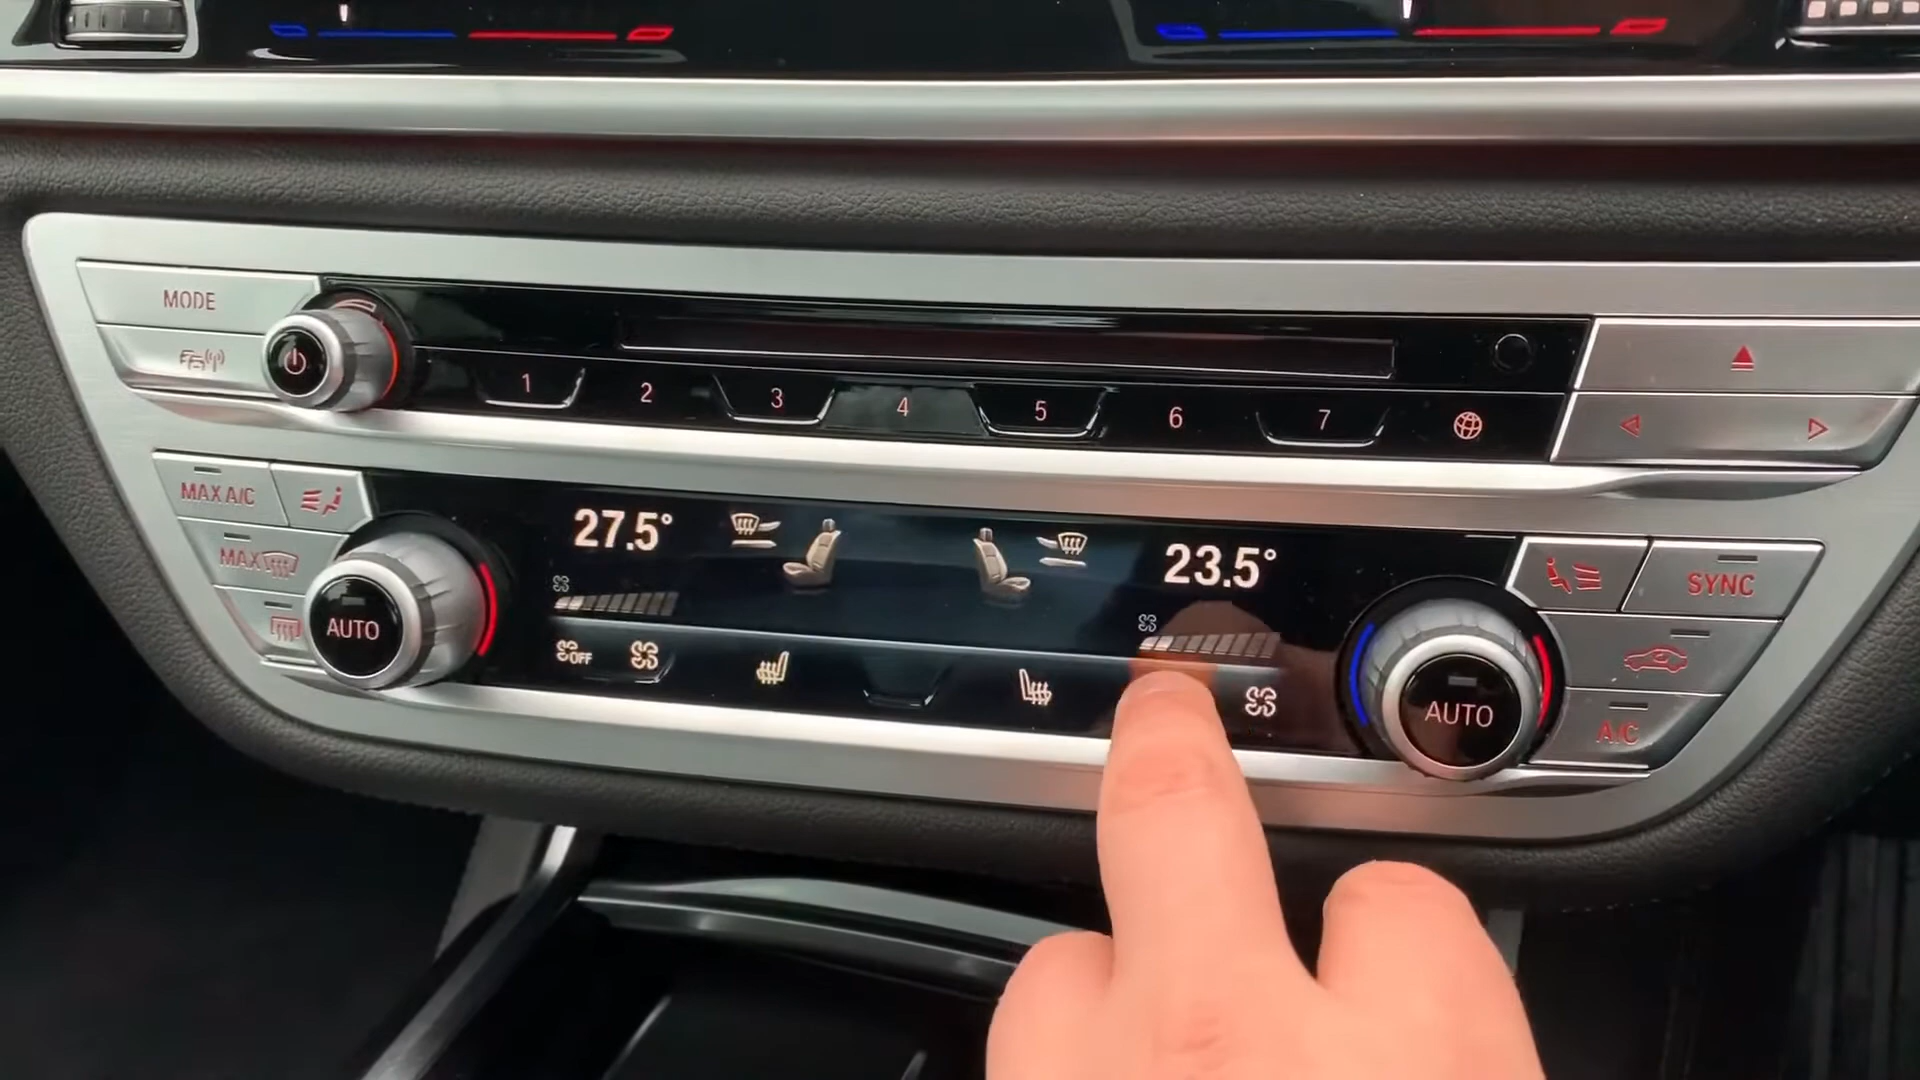 MODE
1 2 3 4 5 6 7
MAX A/C
27.5°
23.5°
MAX
SYNC
AUTO
OFF
AUTO
A/C